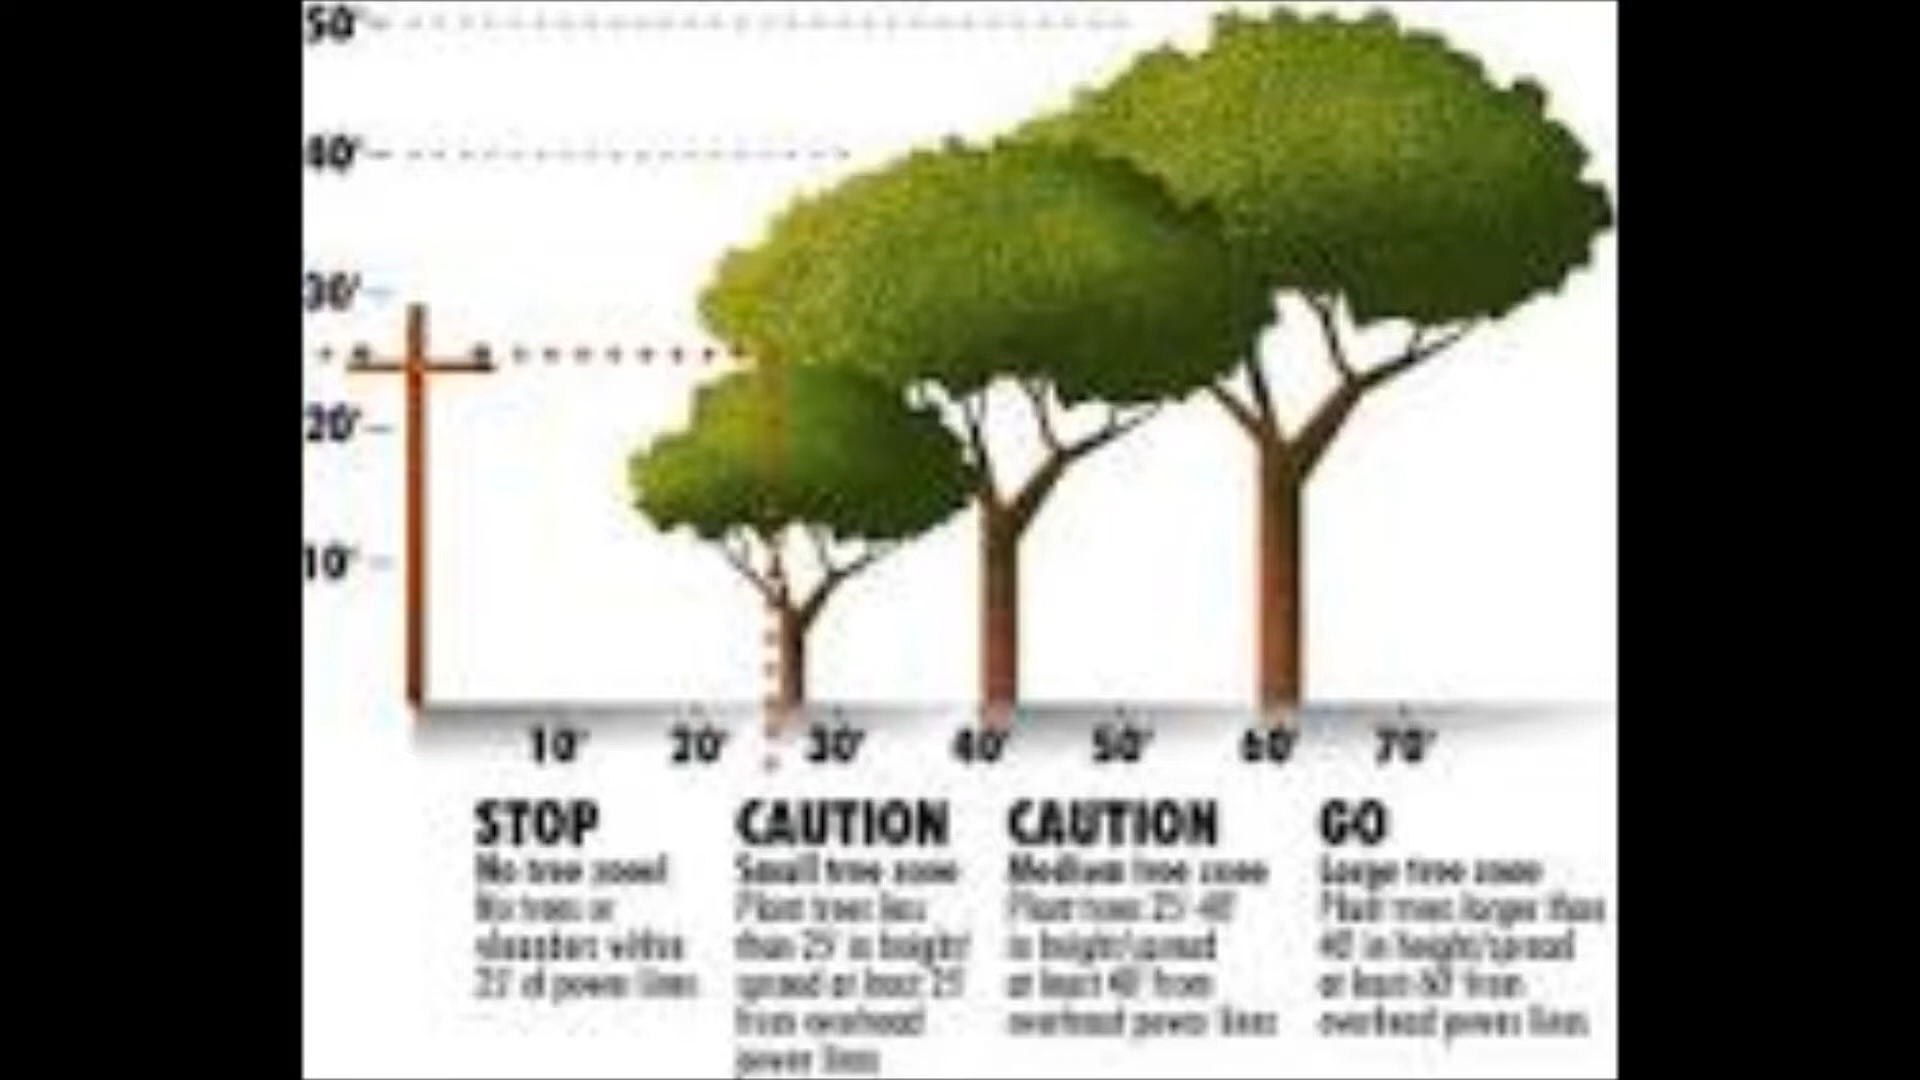 50'
40'
30'
20'
10'
10' 20' 30' 40' 50' 60' 70'
STOP
No tree zone!
No trees or
within
25' of power lines
CAUTION
Small tree zone
Plant trees less
than 25' in height/
spread at least 25'
from overhead
power lines
CAUTION
Medium tree zone
Plant trees 25'-40'
in height/spread
at least 40' from
overhead power lines
GO
Large tree zone
Plant trees larger than
40' in height/spread
at least 60' from
overhead power lines